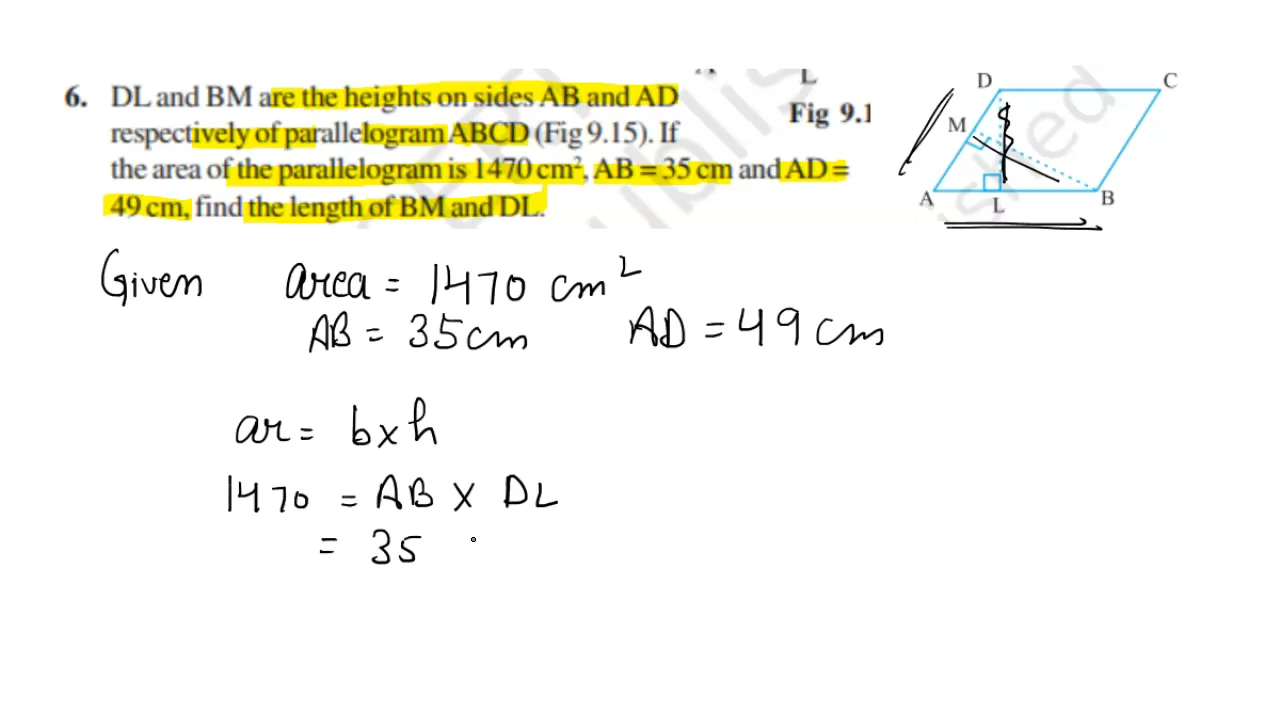 6. DL and BM are the heights on sides AB and AD
respectively of parallelogram ABCD (Fig 9.15). If
the area of the parallelogram is 1470 cm², AB = 35 cm and AD =
49 cm, find the length of BM and DL.
L
Fig 9.1
D C
M
A L B
Given area = 1470 cm²
AB = 35cm AD = 49 cm
ar = b x h
1470 = AB X DL
= 35